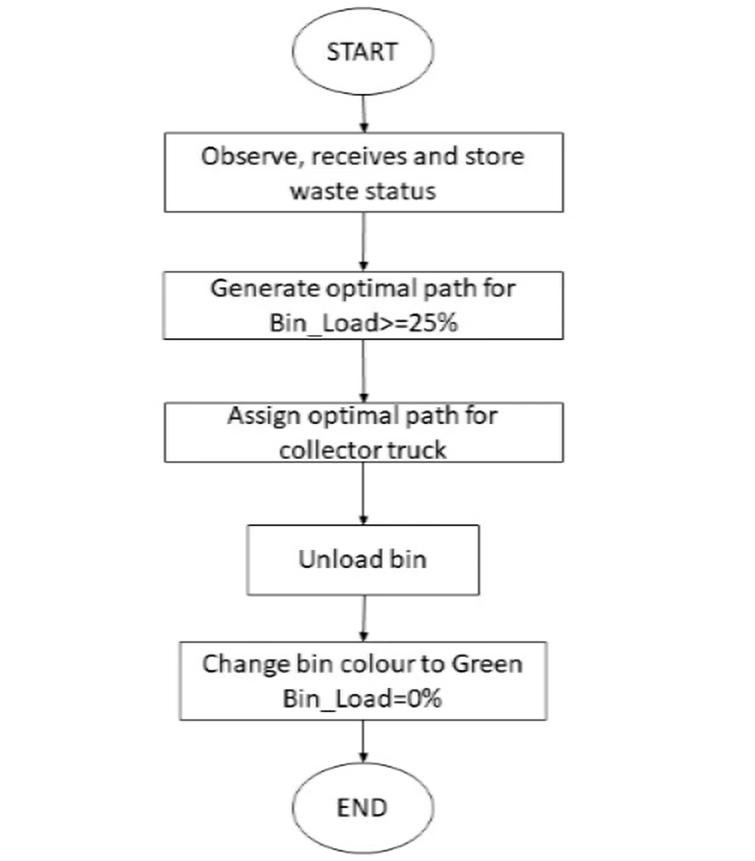 START
Observe, receives and store
waste status
Generate optimal path for
Bin_Load>=25%
Assign optimal path for
collector truck
Unload bin
Change bin colour to Green
Bin_Load=0%
END